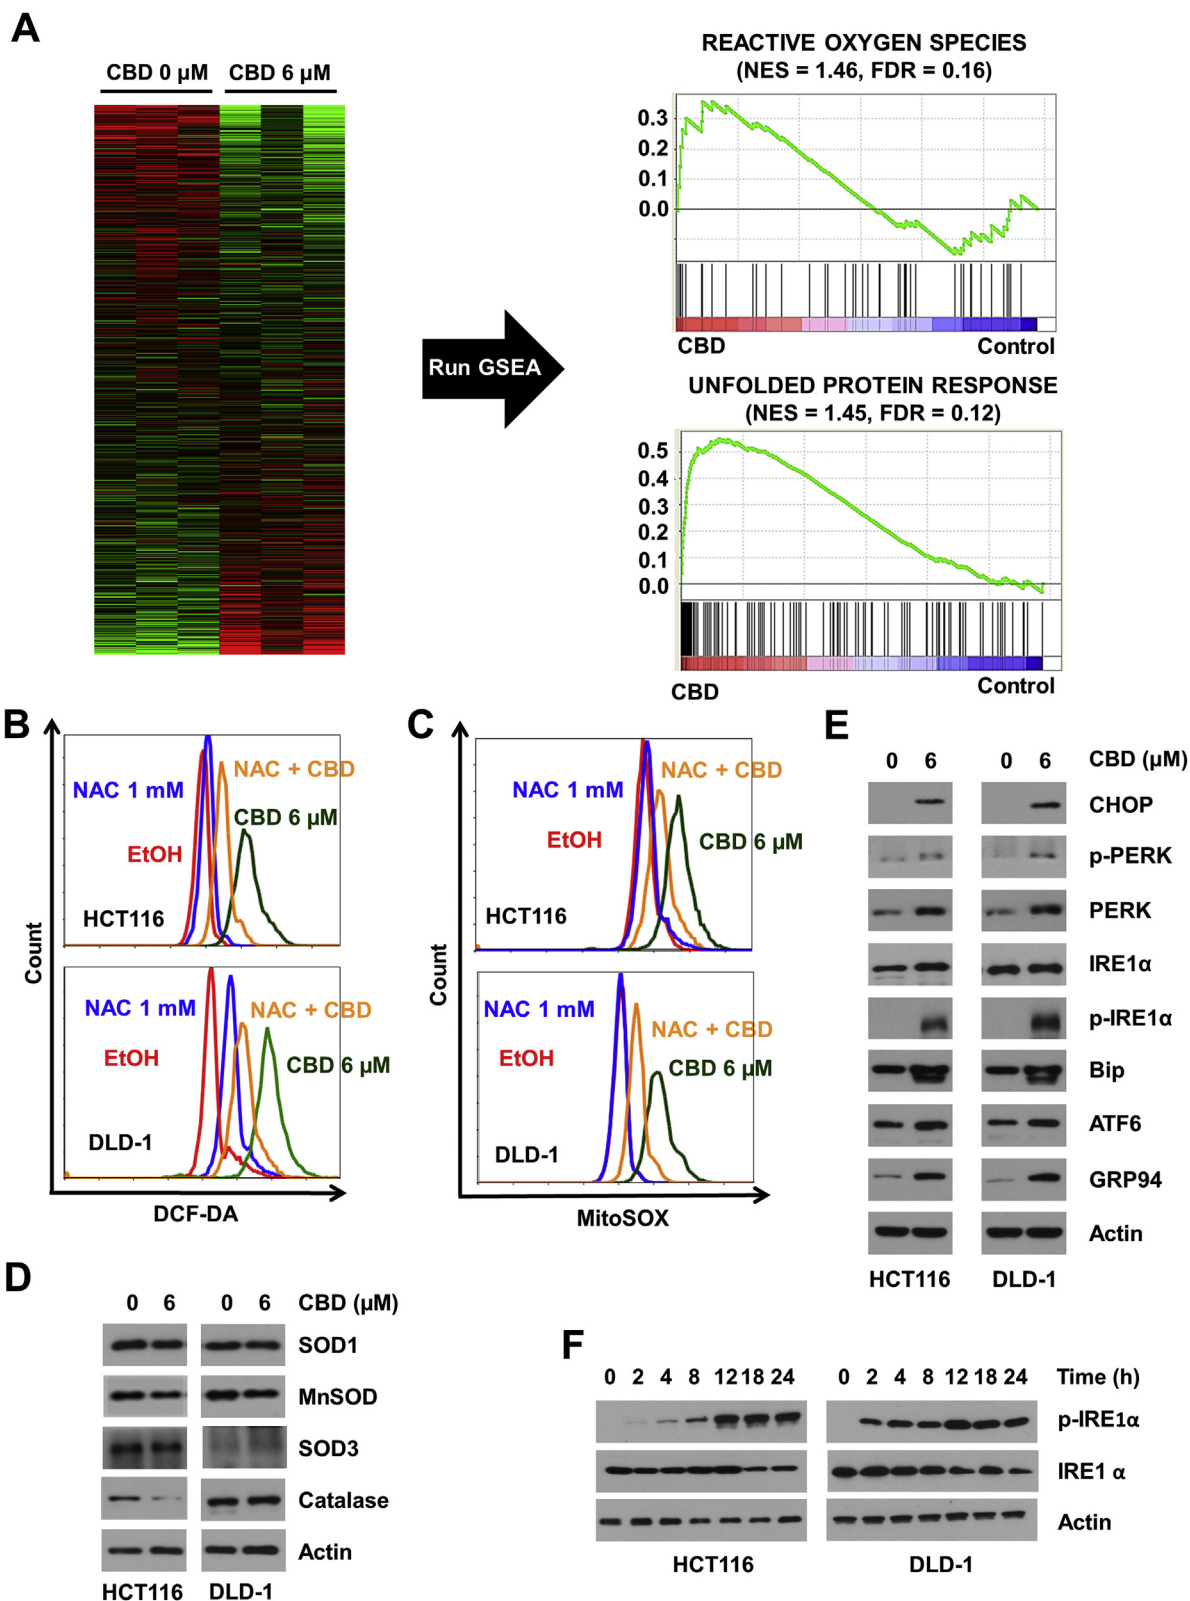 A
CBD 0 µM CBD 6 µM
Run GSEA
REACTIVE OXYGEN SPECIES
(NES = 1.46, FDR = 0.16)
0.3
0.2
0.1
0.0
CBD Control
UNFOLDED PROTEIN RESPONSE
(NES = 1.45, FDR = 0.12)
0.5
0.4
0.3
0.2
0.1
0.0
CBD Control
B
Count
NAC + CBD
NAC 1 mM
CBD 6 µM
EtOH
HCT116
NAC 1 mM NAC + CBD
EtOH CBD 6 µM
DLD-1
DCF-DA
C
Count
NAC + CBD
NAC 1 mM
EtOH CBD 6 µM
HCT116
NAC 1 mM
NAC + CBD
EtOH CBD 6 µM
DLD-1
MitoSOX
D
0 6 0 6 CBD (µM)
SOD1
MnSOD
SOD3
Catalase
Actin
HCT116 DLD-1
E
0 6 0 6 CBD (µM)
CHOP
p-PERK
PERK
IRE1α
p-IRE1α
Bip
ATF6
GRP94
Actin
HCT116 DLD-1
F
0 2 4 8 12 18 24 0 2 4 8 12 18 24 Time (h)
p-IRE1α
IRE1 α
Actin
HCT116 DLD-1